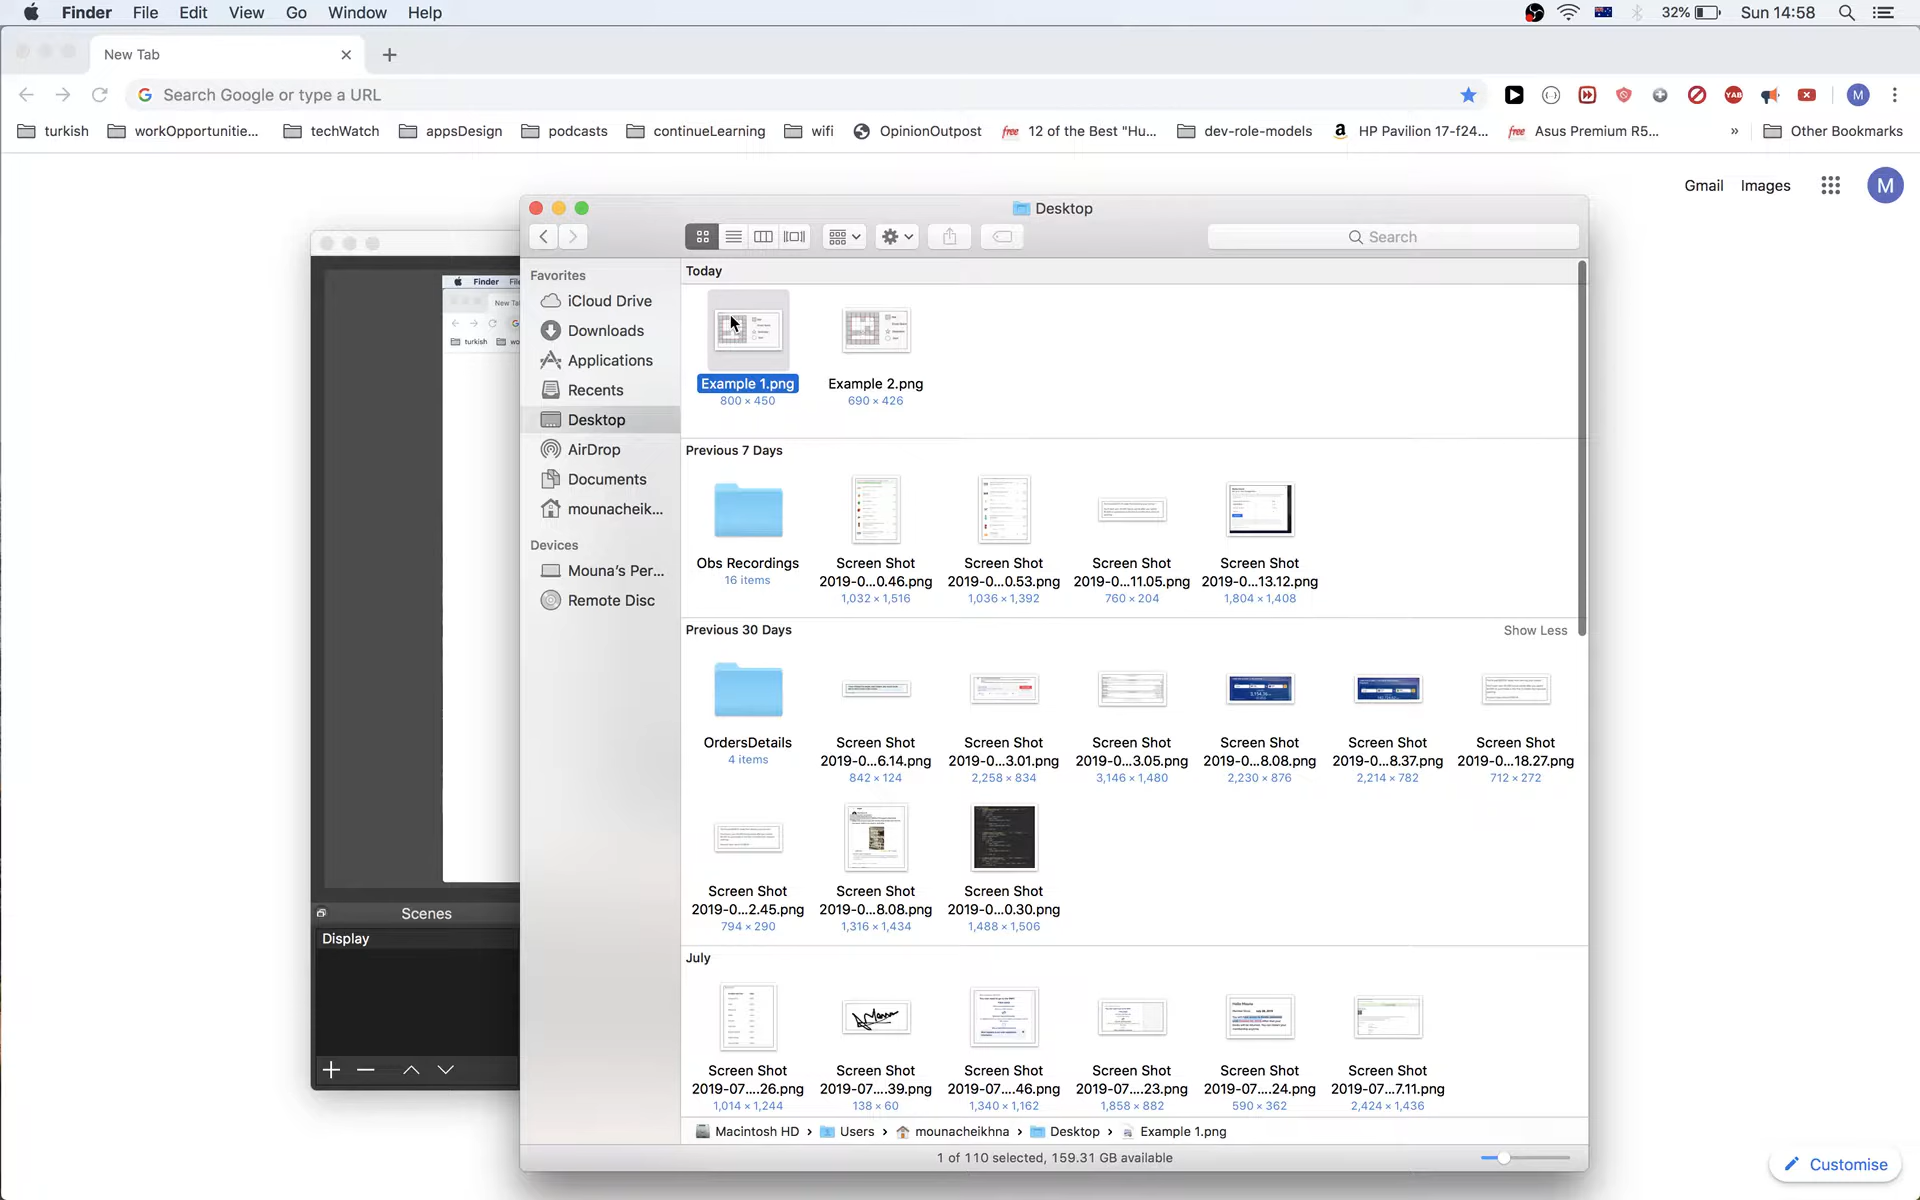 Finder File Edit View Go Window Help
32% Sun 14:58
New Tab
Search Google or type a URL
YAB
M
turkish workOpportunitie... techWatch appsDesign podcasts continueLearning wifi OpinionOutpost free 12 of the Best "Hu... dev-role-models a HP Pavilion 17-f24... free Asus Premium R5... » Other Bookmarks
Gmail Images M
Desktop
Search
Finder
New Ta
turkish
Scenes
Display
Favorites
iCloud Drive
Downloads
Applications
Recents
Desktop
AirDrop
Documents
mounacheik...
Devices
Mouna's Per...
Remote Disc
Today
Example 1.png Example 2.png
800 × 450 690 × 426
Previous 7 Days
Obs Recordings Screen Shot Screen Shot Screen Shot Screen Shot
16 items 2019-0...0.46.png 2019-0...0.53.png 2019-0...11.05.png 2019-0...13.12.png
1,032 × 1,516 1,036 × 1,392 760 × 204 1,804 × 1,408
Previous 30 Days Show Less
OrdersDetails Screen Shot Screen Shot Screen Shot Screen Shot Screen Shot Screen Shot
4 items 2019-0...6.14.png 2019-0...3.01.png 2019-0...3.05.png 2019-0...8.08.png 2019-0...8.37.png 2019-0...18.27.png
842 × 124 2,258 × 834 3,146 × 1,480 2,230 × 876 2,214 × 782 712 × 272
Screen Shot Screen Shot Screen Shot
2019-0...2.45.png 2019-0...8.08.png 2019-0...0.30.png
794 × 290 1,316 × 1,434 1,488 × 1,506
July
Screen Shot Screen Shot Screen Shot Screen Shot Screen Shot Screen Shot
2019-07....26.png 2019-07....39.png 2019-07....46.png 2019-07....23.png 2019-07....24.png 2019-07....7.11.png
1,014 × 1,244 138 × 60 1,340 × 1,162 1,858 × 882 590 × 362 2,424 × 1,436
Macintosh HD › Users › mounacheikhna › Desktop › Example 1.png
1 of 110 selected, 159.31 GB available
Customise